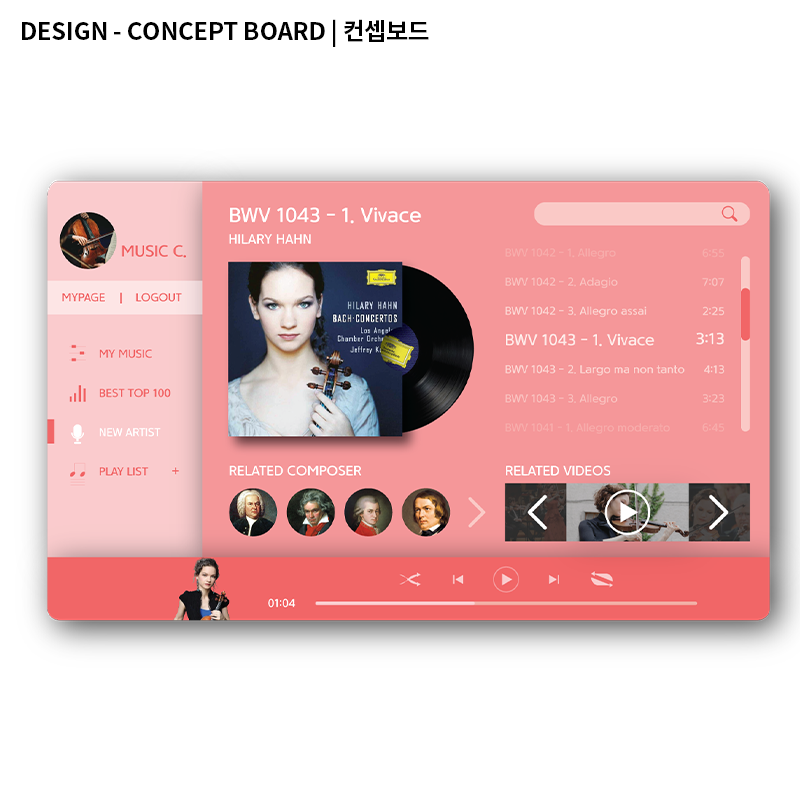 DESIGN - CONCEPT BOARD | 컨셉보드
MUSIC C.
MYPAGE | LOGOUT
MY MUSIC
BEST TOP 100
NEW ARTIST
PLAY LIST +
BWV 1043 - 1. Vivace
HILARY HAHN
HILARY HAHN
BACH·CONCERTOS
Los Angel
Chamber Orche
Jeffrey K
RELATED COMPOSER
BWV 1042 - 1. Allegro 6:55
BWV 1042 - 2. Adagio 7:07
BWV 1042 - 3. Allegro assai 2:25
BWV 1043 - 1. Vivace 3:13
BWV 1043 - 2. Largo ma non tanto 4:13
BWV 1043 - 3. Allegro 3:23
BWV 1041 - 1. Allegro moderato 6:45
RELATED VIDEOS
01:04